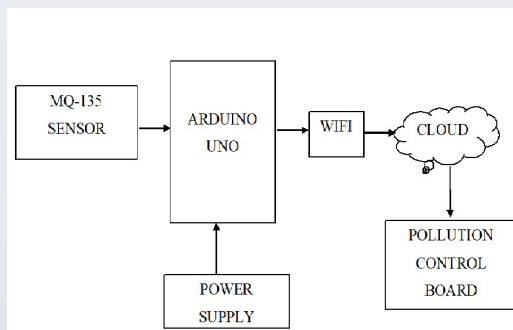 MQ-135
SENSOR
ARDUINO
UNO
WIFI
CLOUD
POLLUTION
CONTROL
BOARD
POWER
SUPPLY